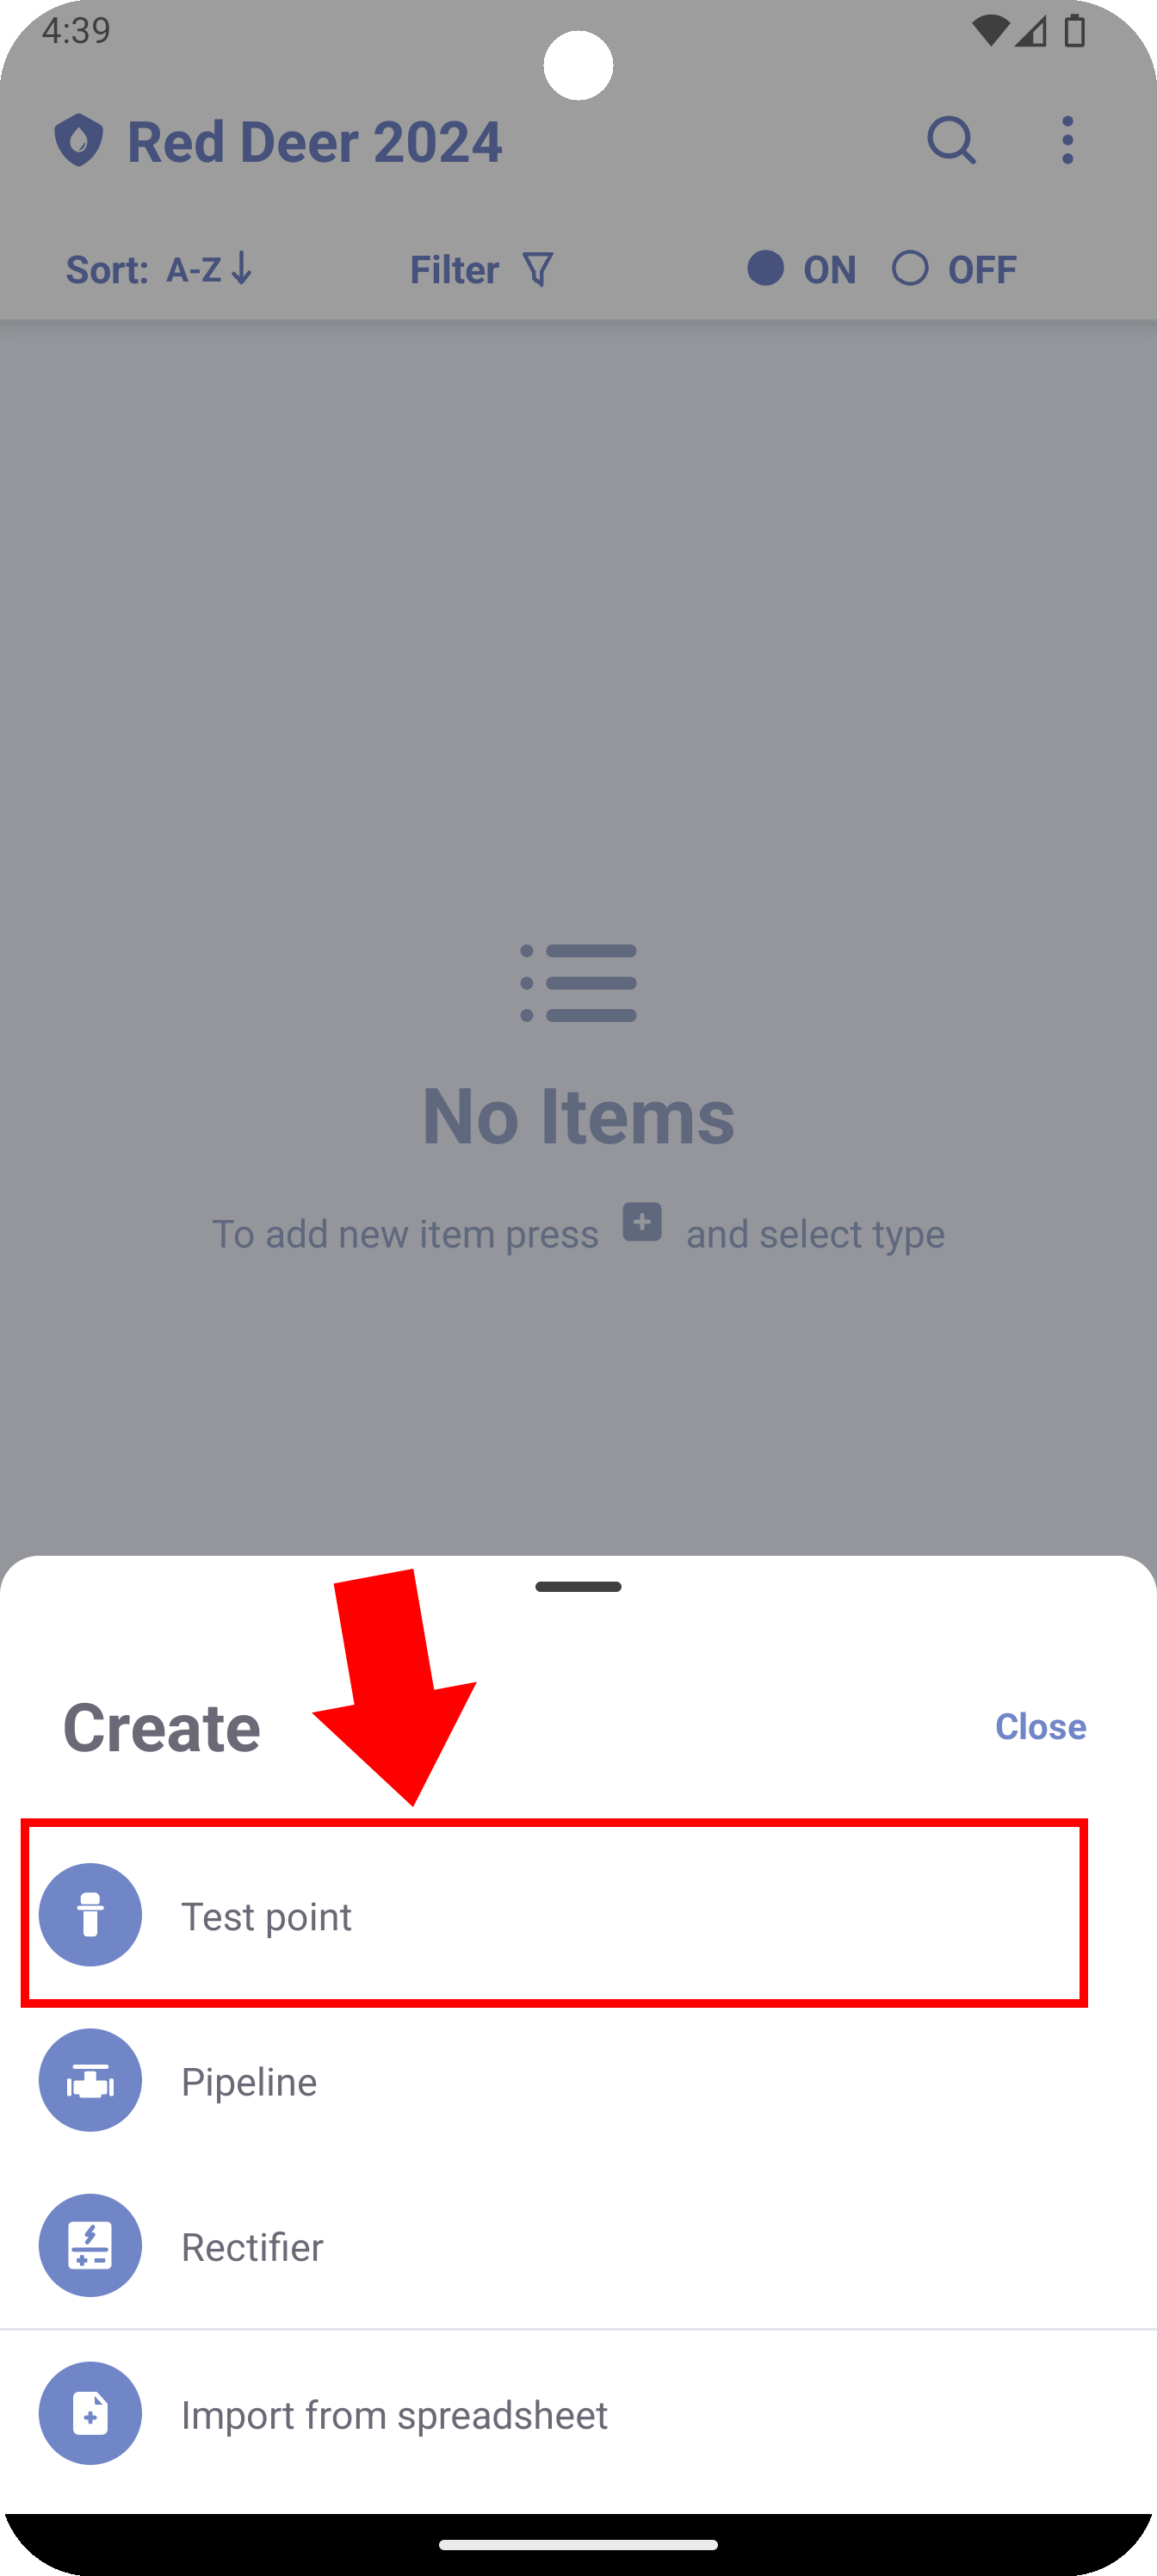 4:39
Red Deer 2024
Sort: A-Z Filter ON OFF
No Items
To add new item press and select type
Create Close
Test point
Pipeline
Rectifier
Import from spreadsheet